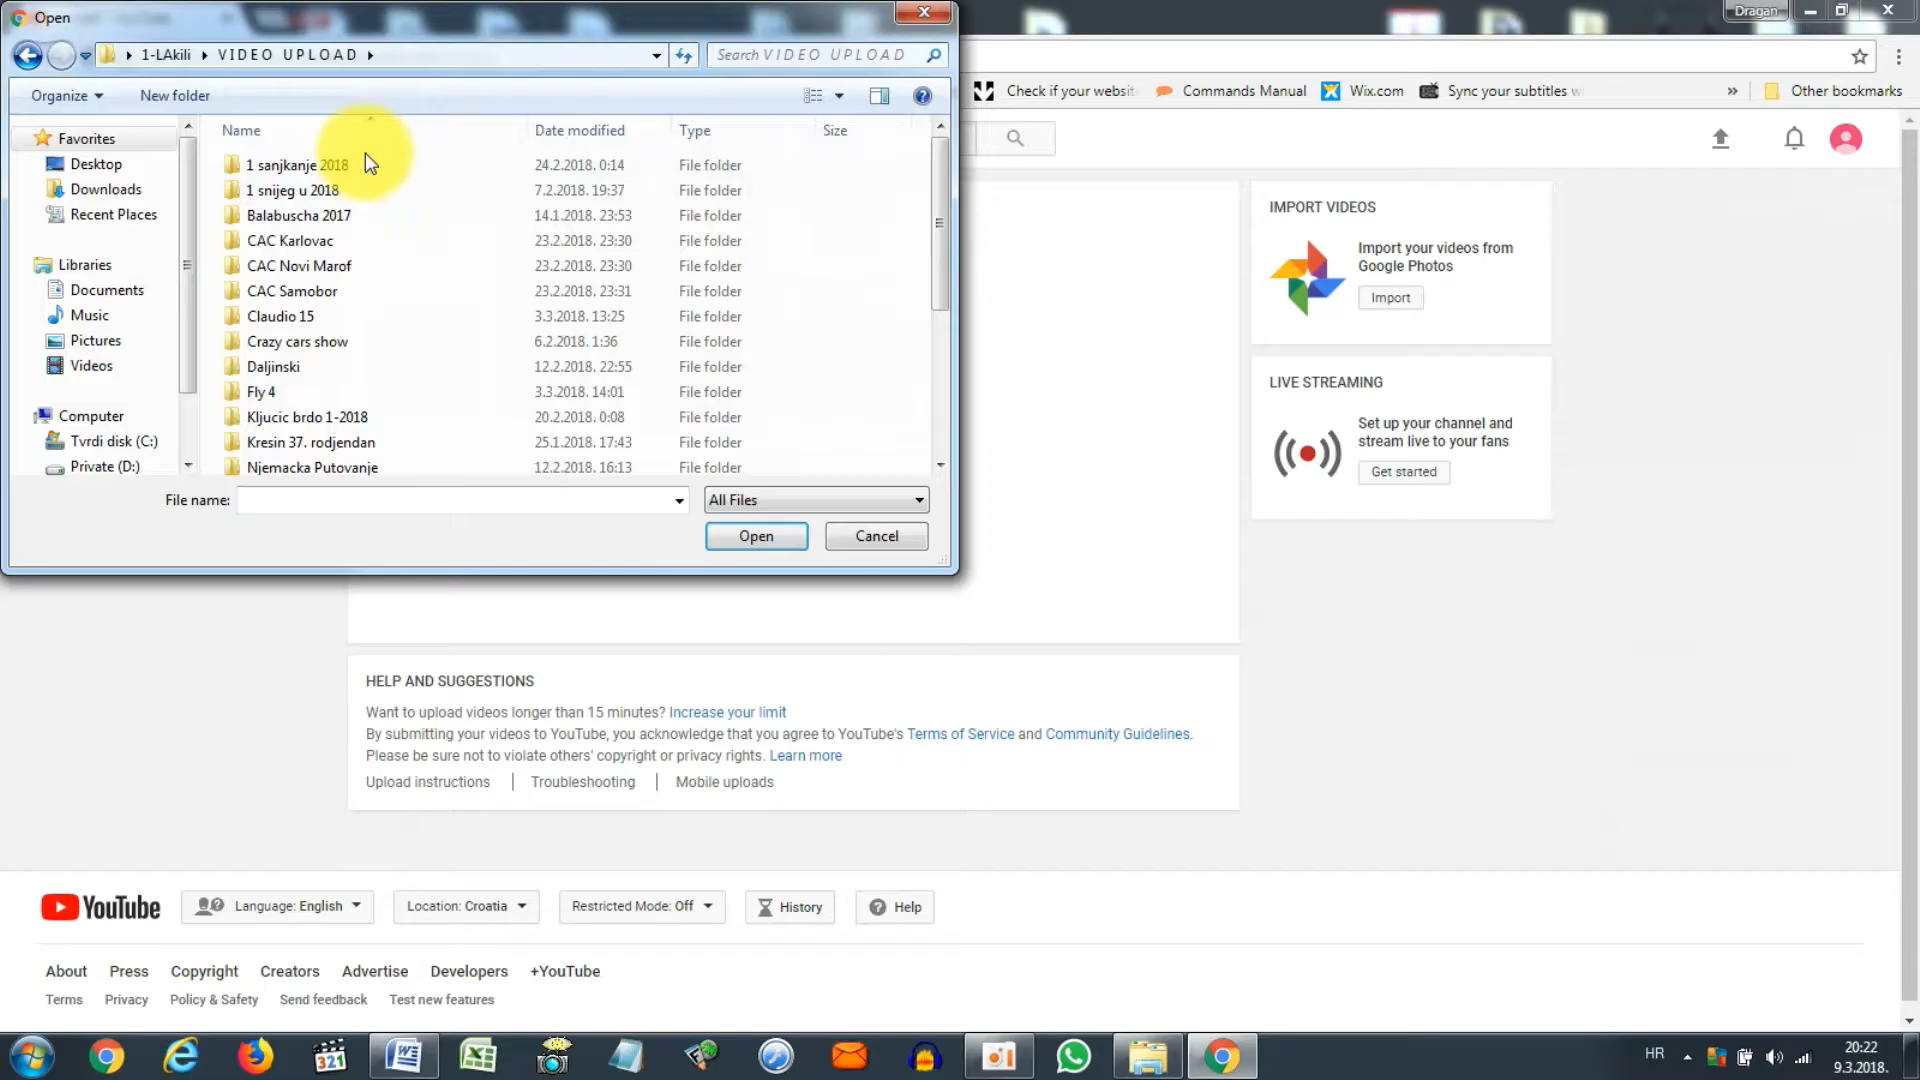 Open
Dragan
1-LAkili VIDEO UPLOAD
Search VIDEO UPLOAD
Organize New folder
Check if your websit Commands Manual Wix.com Sync your subtitles w » Other bookmarks
Name Date modified Type Size
Favorites
Desktop
Downloads
Recent Places
Libraries
Documents
Music
Pictures
Videos
Computer
Tvrdi disk (C:)
Private (D:)
1 sanjkanje 2018 24.2.2018. 0:14 File folder
1 snijeg u 2018 7.2.2018. 19:37 File folder
Balabuscha 2017 14.1.2018. 23:53 File folder
CAC Karlovac 23.2.2018. 23:30 File folder
CAC Novi Marof 23.2.2018. 23:30 File folder
CAC Samobor 23.2.2018. 23:31 File folder
Claudio 15 3.3.2018. 13:25 File folder
Crazy cars show 6.2.2018. 1:36 File folder
Daljinski 12.2.2018. 22:55 File folder
Fly 4 3.3.2018. 14:01 File folder
Kljucic brdo 1-2018 20.2.2018. 0:08 File folder
Kresin 37. rodjendan 25.1.2018. 17:43 File folder
Njemacka Putovanje 12.2.2018. 16:13 File folder
File name: All Files
Open Cancel
IMPORT VIDEOS
Import your videos from
Google Photos
Import
LIVE STREAMING
Set up your channel and
stream live to your fans
Get started
HELP AND SUGGESTIONS
Want to upload videos longer than 15 minutes? Increase your limit
By submitting your videos to YouTube, you acknowledge that you agree to YouTube's Terms of Service and Community Guidelines.
Please be sure not to violate others' copyright or privacy rights. Learn more
Upload instructions | Troubleshooting | Mobile uploads
YouTube Language: English Location: Croatia Restricted Mode: Off History Help
About Press Copyright Creators Advertise Developers +YouTube
Terms Privacy Policy & Safety Send feedback Test new features
321
HR
20:22
9.3.2018.